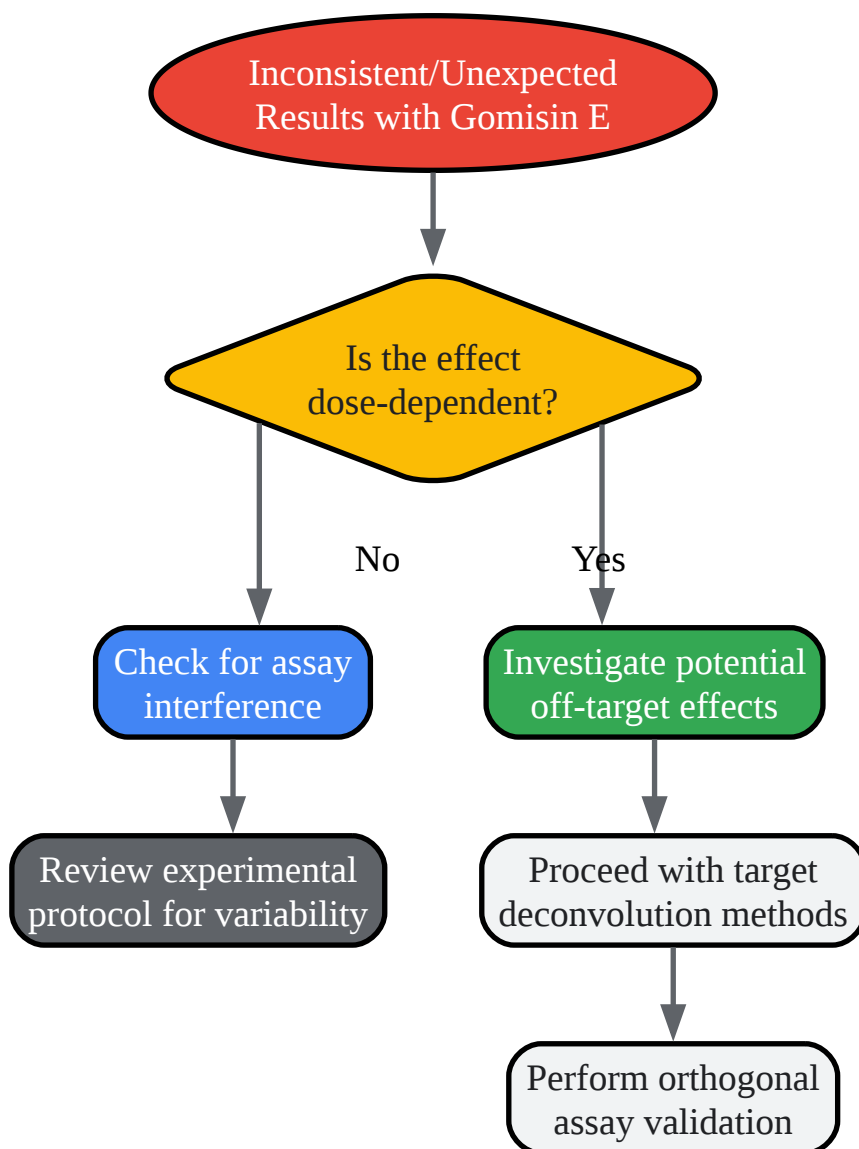 Inconsistent/Unexpected
Results with Gomisin E
Is the effect
dose-dependent?
No
Yes
Check for assay
interference
Investigate potential
off-target effects
Review experimental
protocol for variability
Proceed with target
deconvolution methods
Perform orthogonal
assay validation